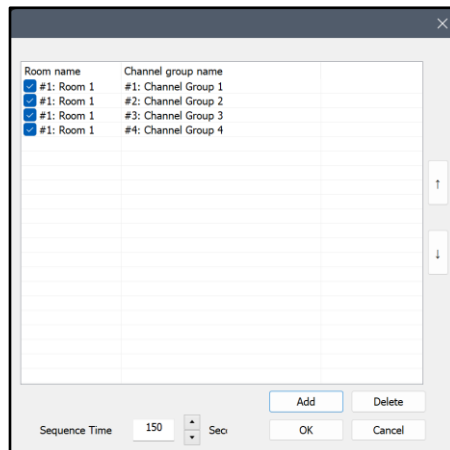 Room name Channel group name
#1: Room 1 #1: Channel Group 1
#1: Room 1 #2: Channel Group 2
#1: Room 1 #3: Channel Group 3
#1: Room 1 #4: Channel Group 4
Add Delete
Sequence Time 150 Sec OK Cancel